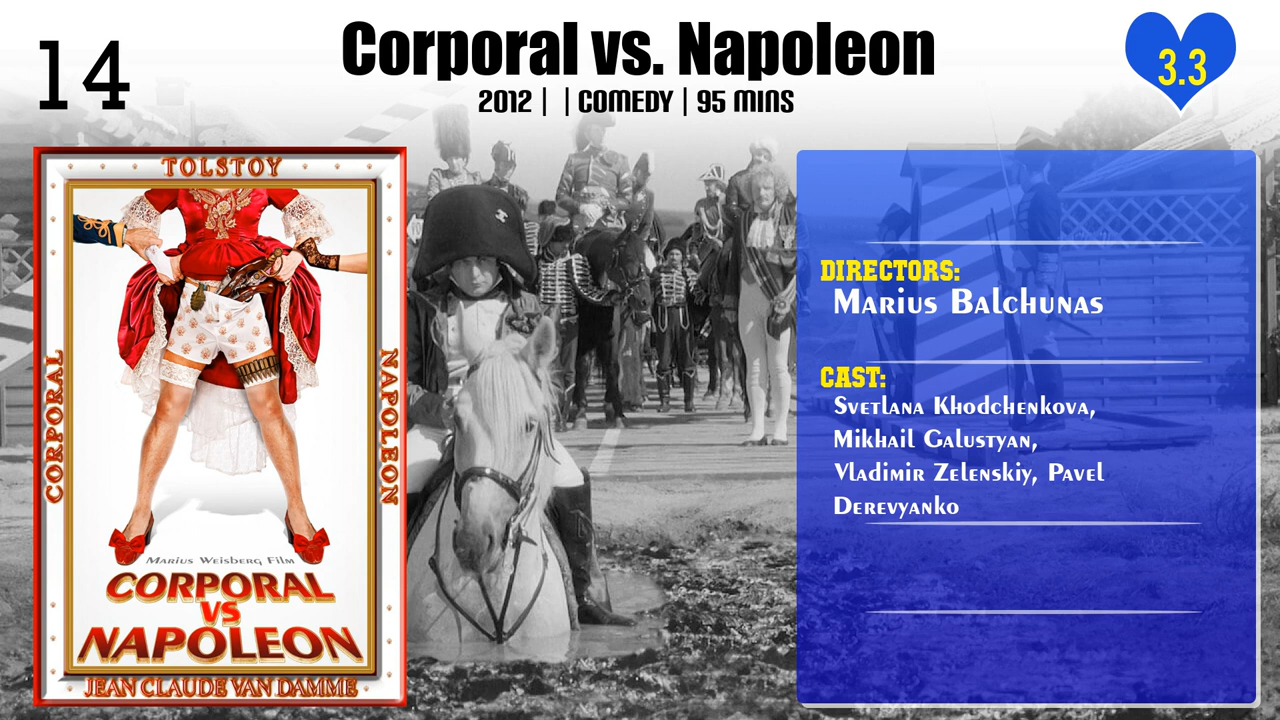 14
Corporal vs. Napoleon
2012 | | COMEDY | 95 MINS
3.3
TOLSTOY
CORPORAL
NAPOLEON
Marius Weisberg Film
CORPORAL
VS
NAPOLEON
JEAN CLAUDE VAN DAMME
DIRECTORS:
Marius Balchunas
CAST:
Svetlana Khodchenkova,
Mikhail Galustyan,
Vladimir Zelenskiy, Pavel
Derevyanko